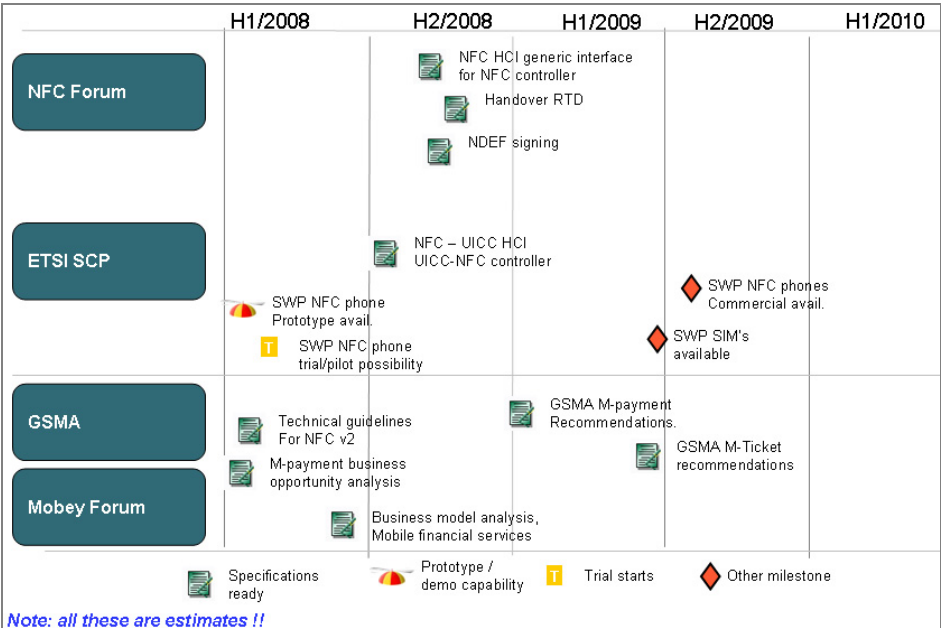 H1/2008 H2/2008 H1/2009 H2/2009 H1/2010
NFC Forum
NFC HCI generic interface
for NFC controller
Handover RTD
NDEF signing
ETSI SCP
NFC – UICC HCI
UICC-NFC controller
SWP NFC phones
Commercial avail.
SWP NFC phone
Prototype avail.
SWP SIM's
available
T
SWP NFC phone
trial/pilot possibility
GSMA
GSMA M-payment
Recommendations.
Technical guidelines
For NFC v2
GSMA M-Ticket
recommendations
M-payment business
opportunity analysis
Mobey Forum
Business model analysis,
Mobile financial services
Specifications
ready
Prototype /
demo capability
T Trial starts
Other milestone
Note: all these are estimates !!